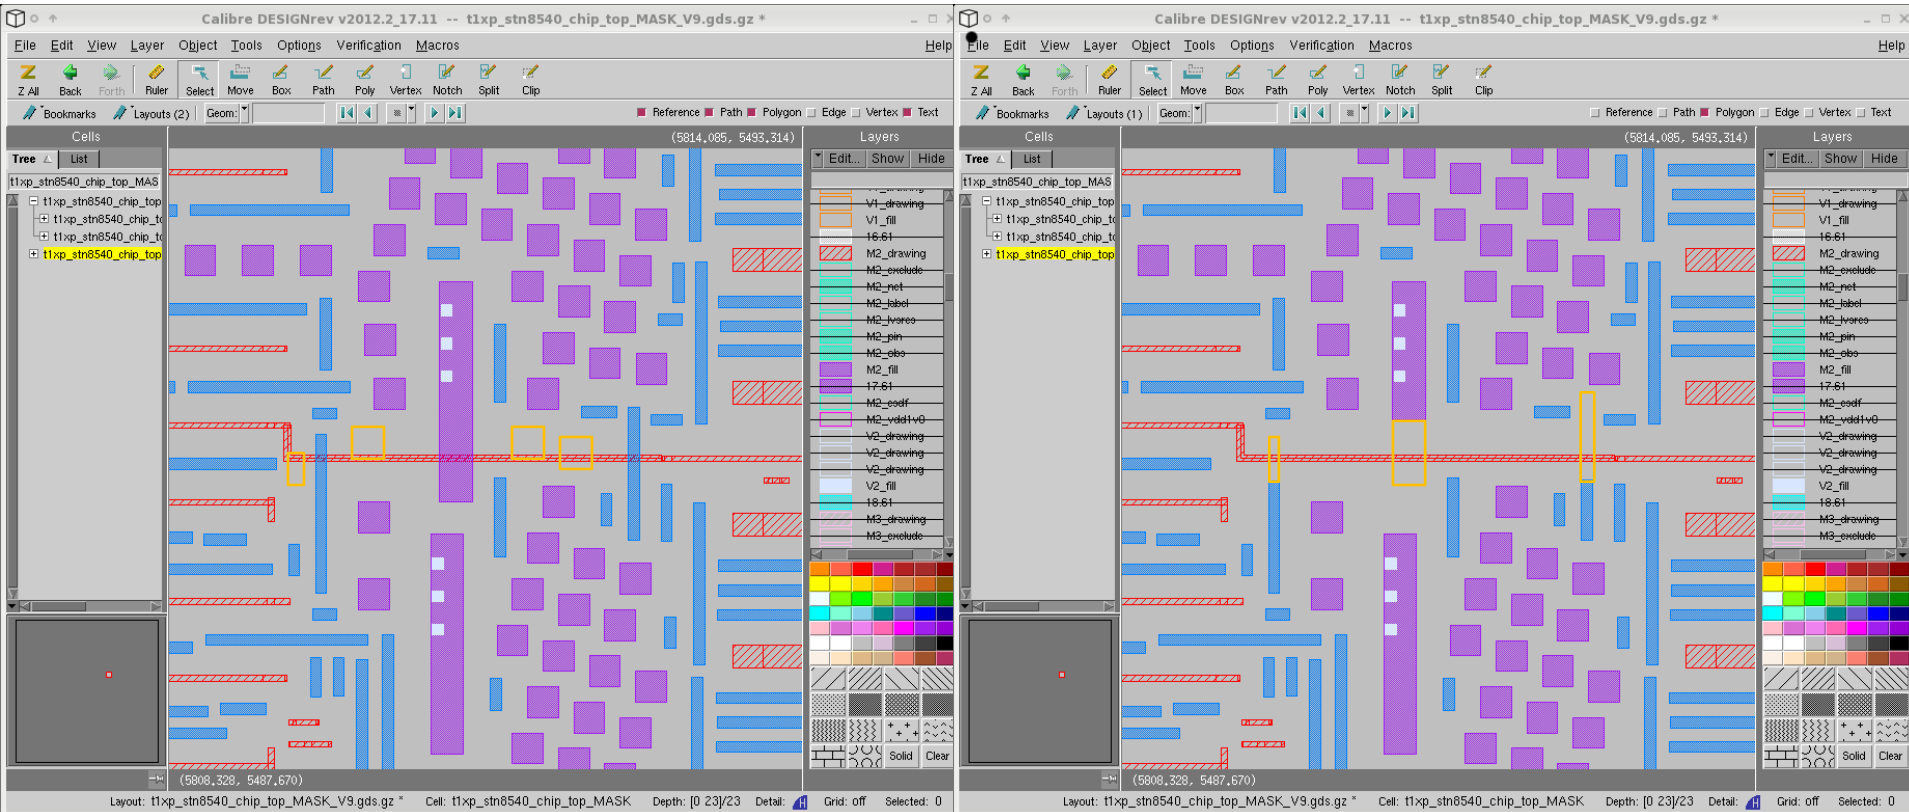 Calibre DESIGNrev v2012.2_17.11 -- t1xp_stn8540_chip_top_MASK_V9.gds.gz *
File Edit View Layer Object Tools Options Verification Macros Help
Z All Back Forth Ruler Select Move Box Path Poly Vertex Notch Split Clip
Bookmarks Layouts (2) Geom: Reference Path Polygon Edge Vertex Text
Cells (5814.085, 5493.314) Layers
Tree List Edit... Show Hide
t1xp_stn8540_chip_top_MAS
t1xp_stn8540_chip_top
t1xp_stn8540_chip_tc
t1xp_stn8540_chip_tc
t1xp_stn8540_chip_top
V1_drawing
V1_fill
16.61
M2_drawing
M2_exclude
M2_net
M2_label
M2_lvsres
M2_pin
M2_obs
M2_fill
17.61
M2_csdf
M2_vdd1v0
V2_drawing
V2_drawing
V2_drawing
V2_fill
18.61
M3_drawing
M3_exclude
Solid Clear
(5808.328, 5487.670)
Layout: t1xp_stn8540_chip_top_MASK_V9.gds.gz * Cell: t1xp_stn8540_chip_top_MASK Depth: [0 23]/23 Detail: Grid: off Selected: 0
Calibre DESIGNrev v2012.2_17.11 -- t1xp_stn8540_chip_top_MASK_V9.gds.gz *
File Edit View Layer Object Tools Options Verification Macros Help
Z All Back Forth Ruler Select Move Box Path Poly Vertex Notch Split Clip
Bookmarks Layouts (1) Geom: Reference Path Polygon Edge Vertex Text
Cells (5814.085, 5493.314) Layers
Tree List Edit... Show Hide
t1xp_stn8540_chip_top_MAS
t1xp_stn8540_chip_top
t1xp_stn8540_chip_tc
t1xp_stn8540_chip_tc
t1xp_stn8540_chip_top
V1_drawing
V1_fill
16.61
M2_drawing
M2_exclude
M2_net
M2_label
M2_lvsres
M2_pin
M2_obs
M2_fill
17.61
M2_csdf
M2_vdd1v0
V2_drawing
V2_drawing
V2_drawing
V2_fill
18.61
M3_drawing
M3_exclude
Solid Clear
(5808.328, 5487.670)
Layout: t1xp_stn8540_chip_top_MASK_V9.gds.gz * Cell: t1xp_stn8540_chip_top_MASK Depth: [0 23]/23 Detail: Grid: off Selected: 0